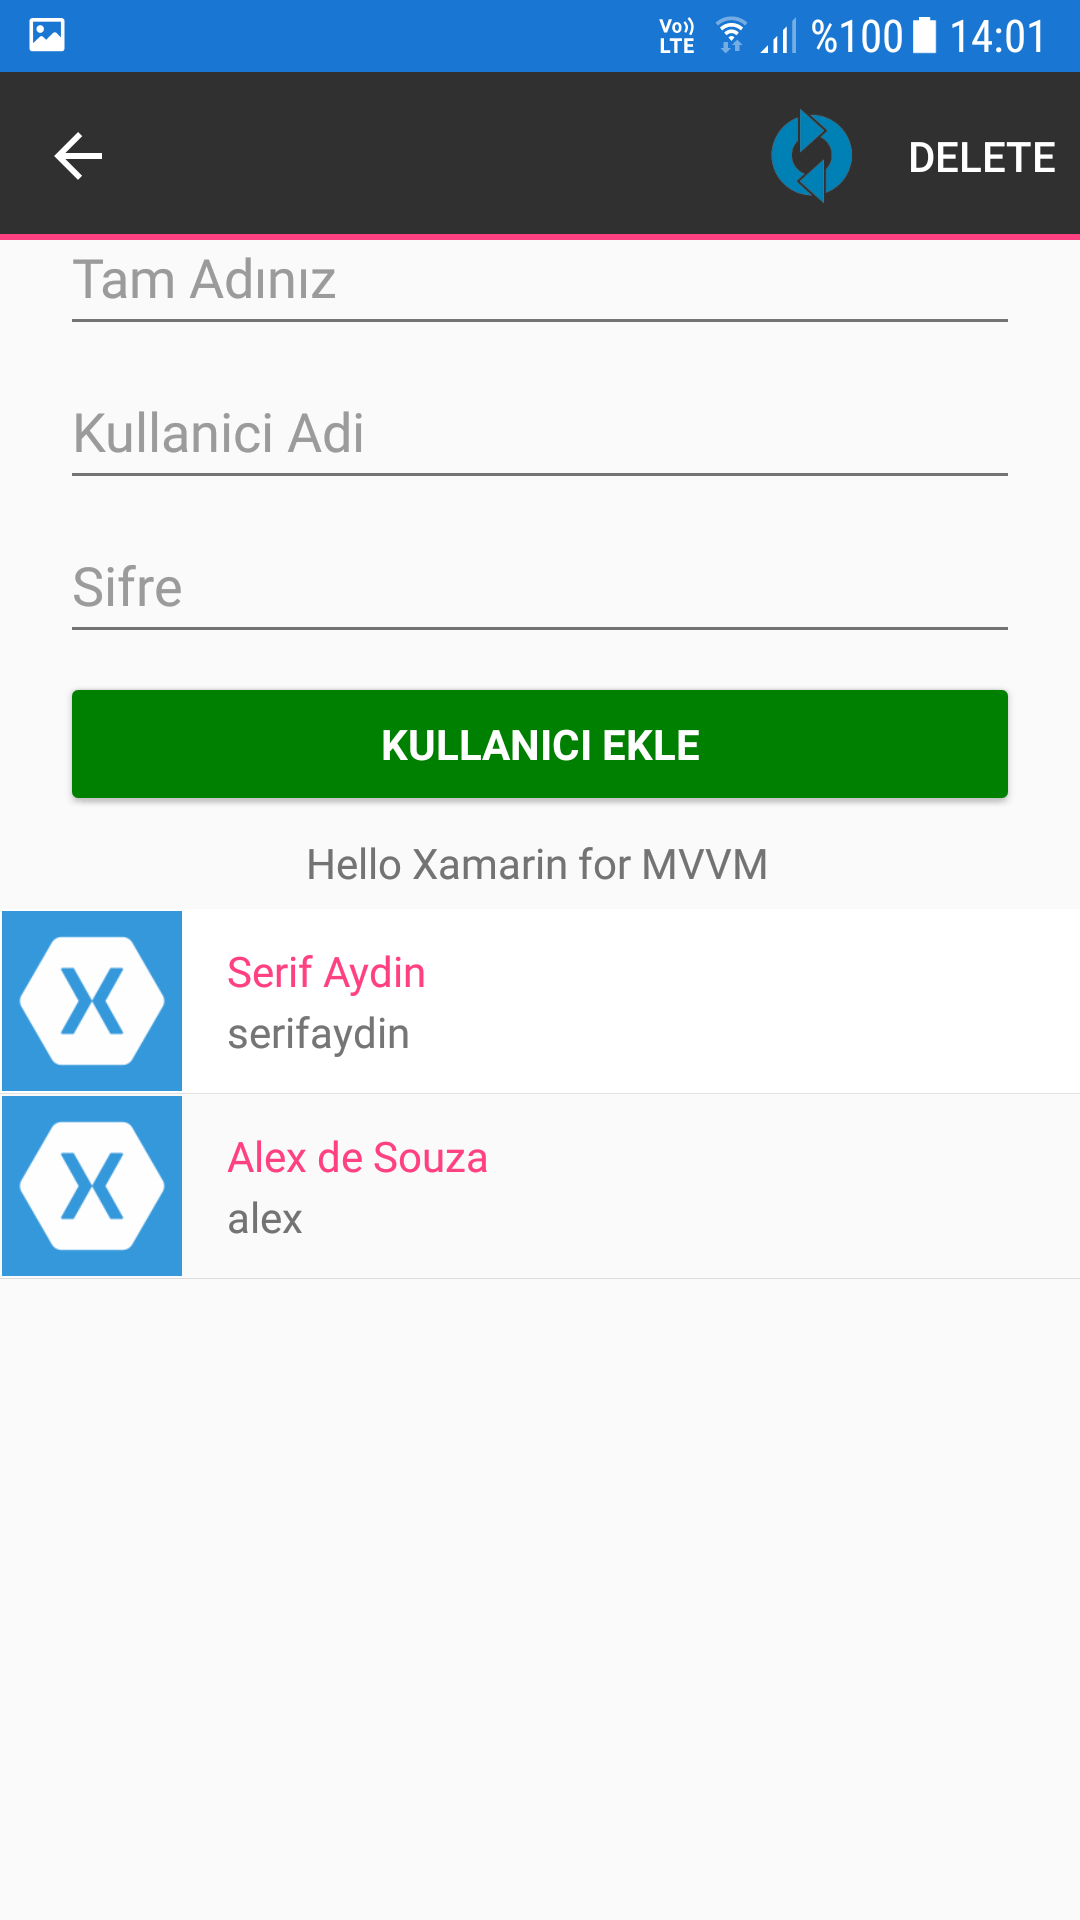 Vo)) LTE %100 14:01
DELETE
Tam Adınız
Kullanici Adi
Sifre
KULLANICI EKLE
Hello Xamarin for MVVM
Serif Aydin
serifaydin
Alex de Souza
alex